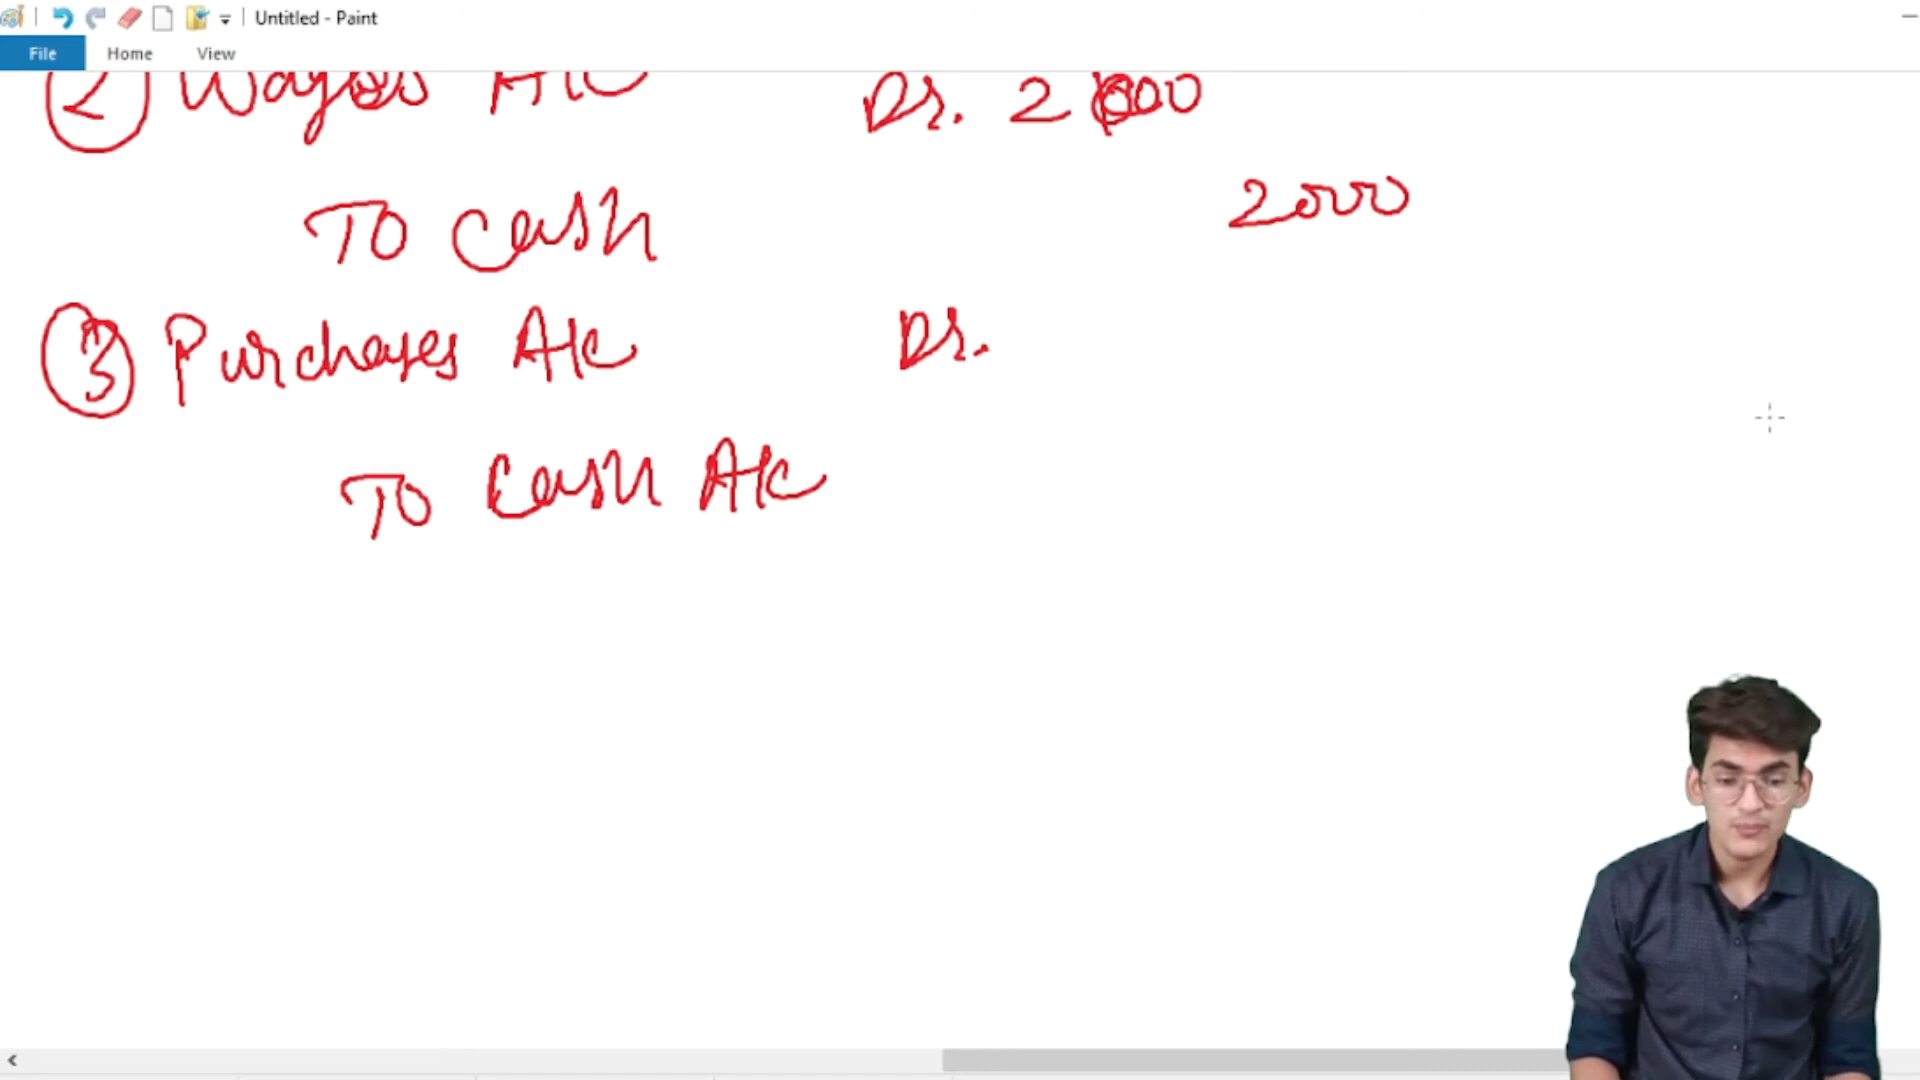 Untitled - Paint
File Home View
2 Wages A/c Dr. 2000
To Cash
2000
3 Purchases A/c Dr.
To Cash A/c